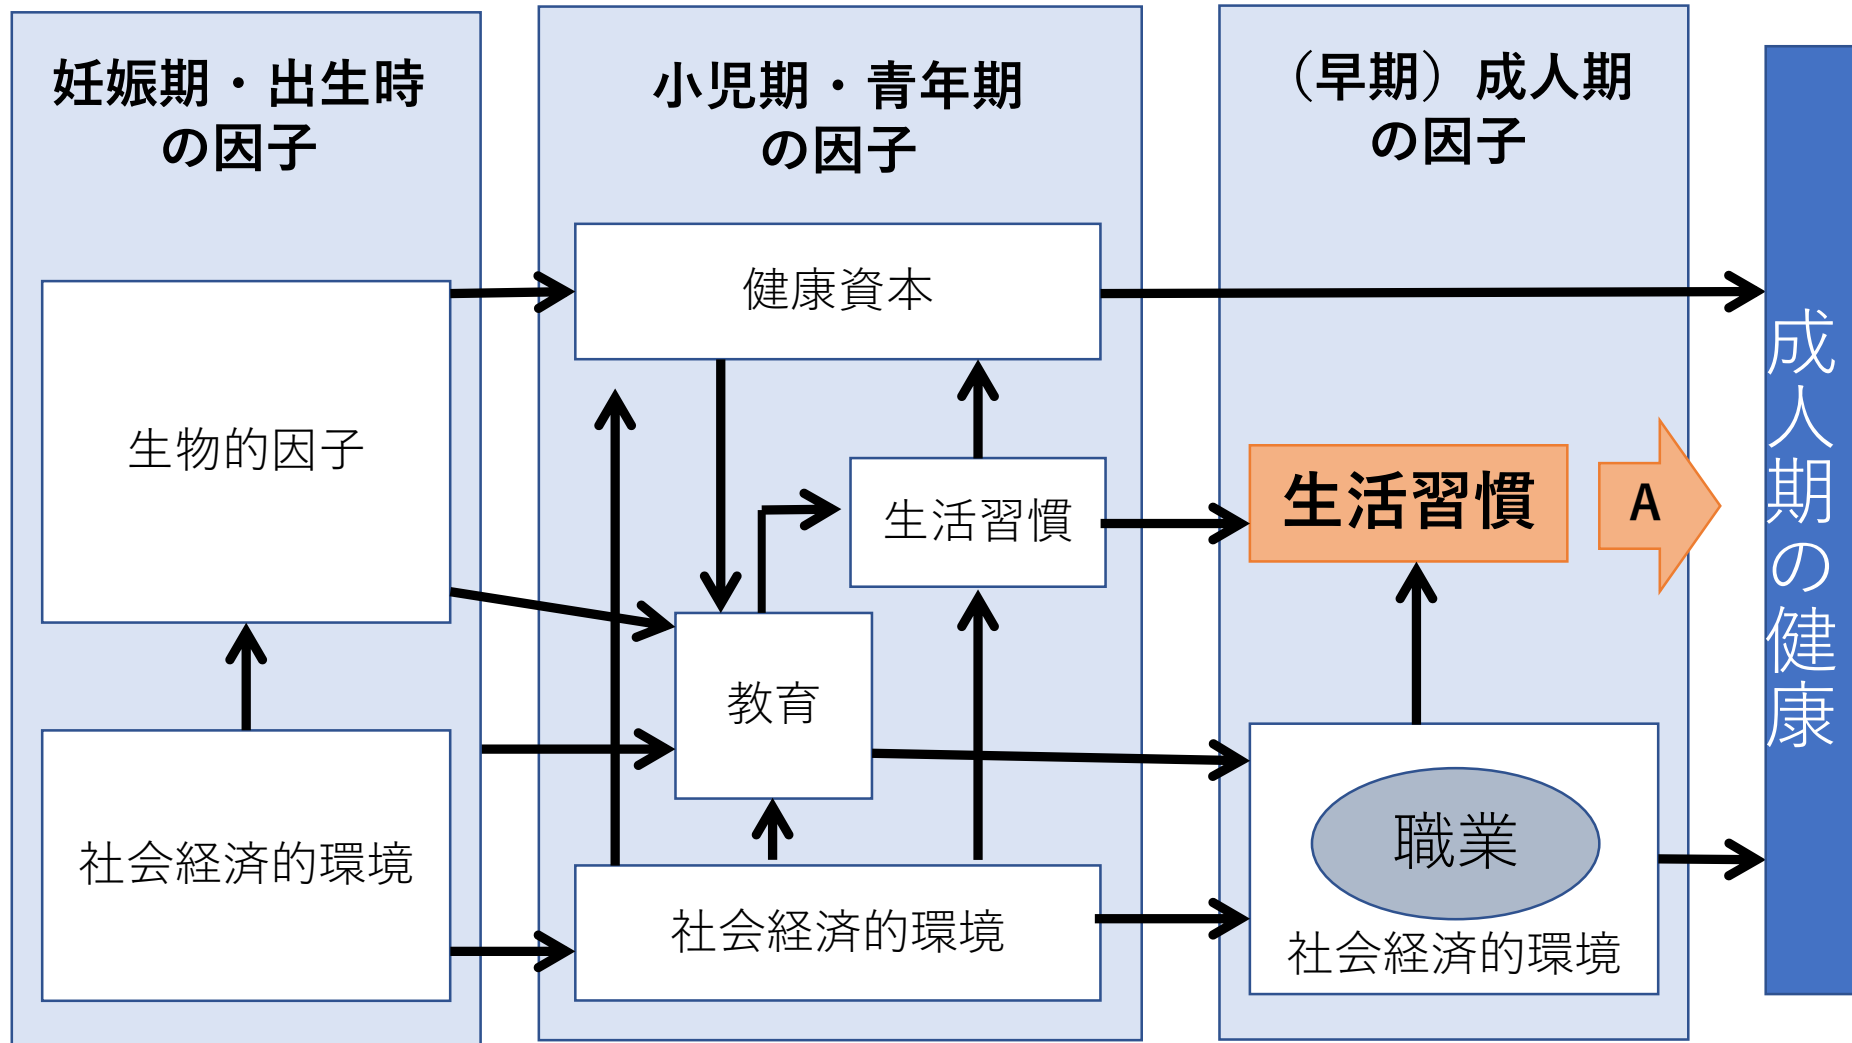 妊娠期・出生時
の因子
生物的因子
社会経済的環境
小児期・青年期
の因子
健康資本
生活習慣
教育
社会経済的環境
（早期）成人期
の因子
生活習慣
A
職業
社会経済的環境
成人期の健康